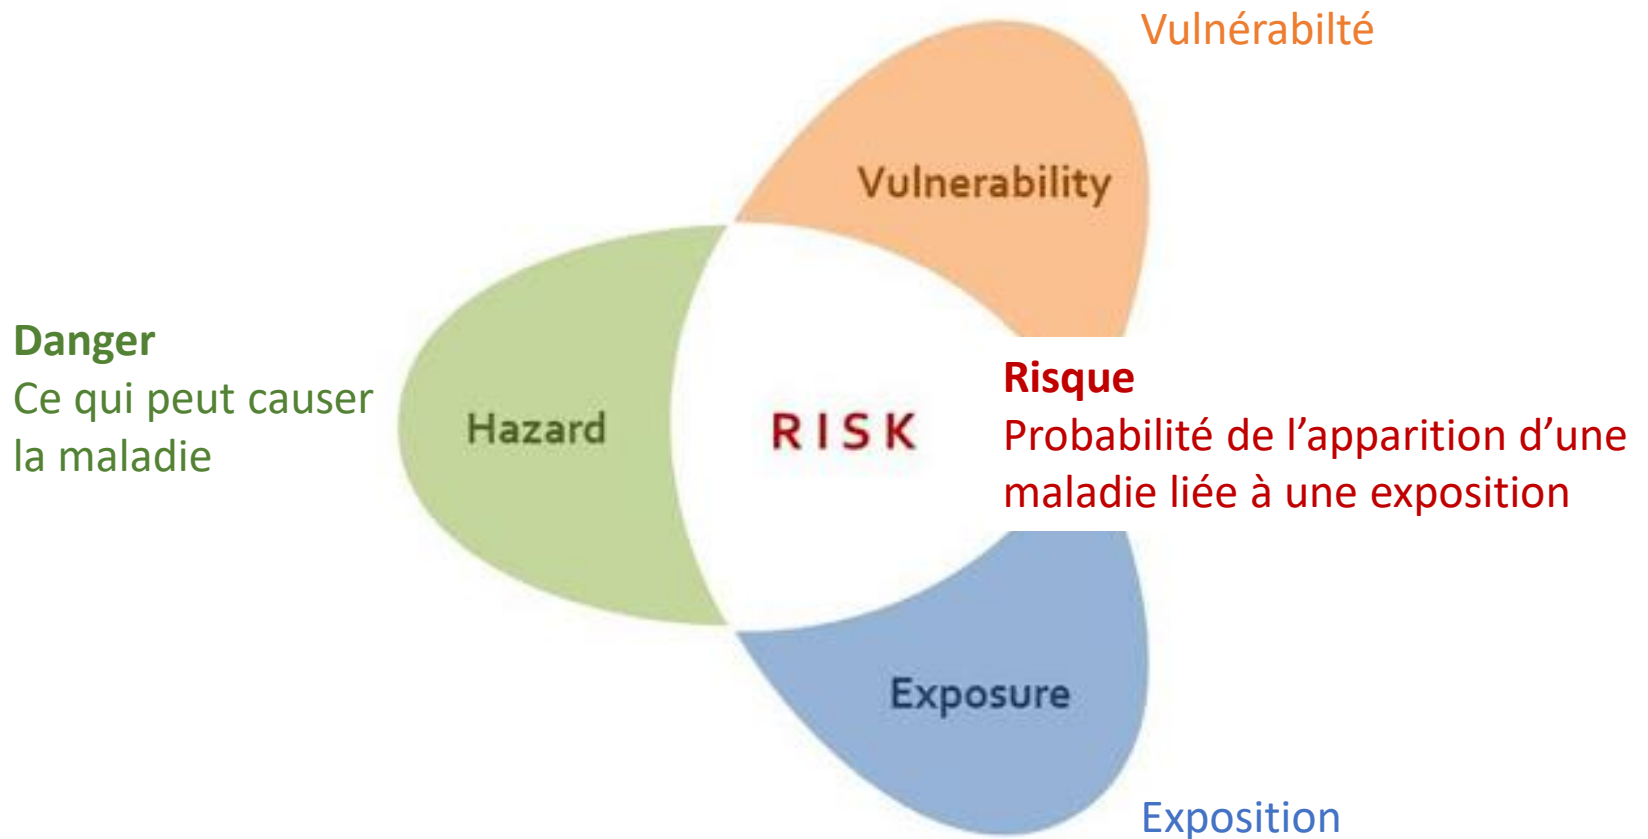 Vulnérabilté
Vulnerability
Danger
Ce qui peut causer
la maladie
Hazard
RISK
Risque
Probabilité de l’apparition d’une
maladie liée à une exposition
Exposure
Exposition